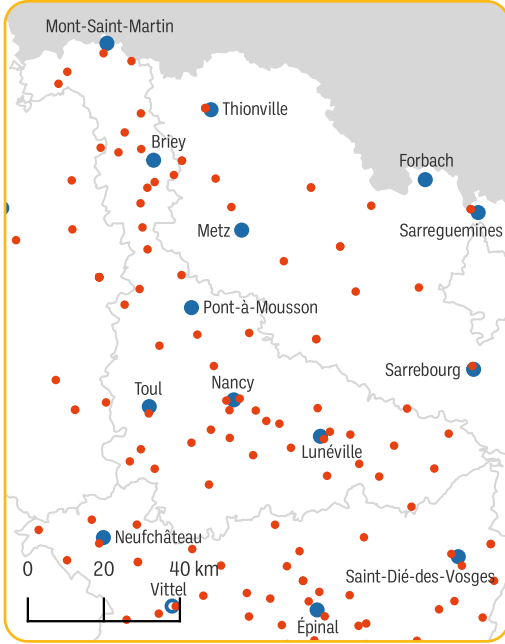 Mont-Saint-Martin
Thionville
Briey
Forbach
Metz
Sarreguemines
Pont-à-Mousson
Sarrebourg
Nancy
Toul
Lunéville
Neufchâteau
0 20 40 km
Saint-Dié-des-Vosges
Vittel
Épinal